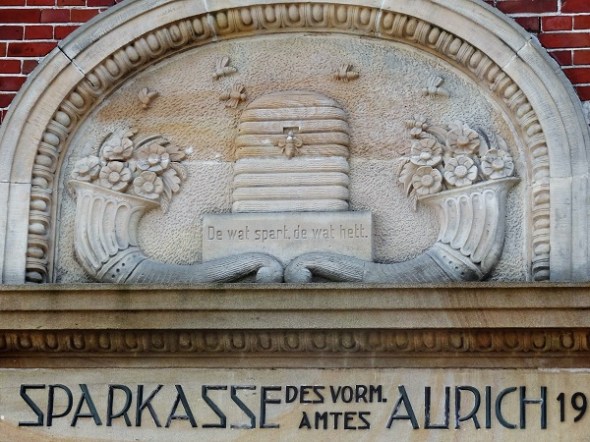 De wat spart, de wat hett.
SPARKASSE DES VORM. AMTES AURICH 19